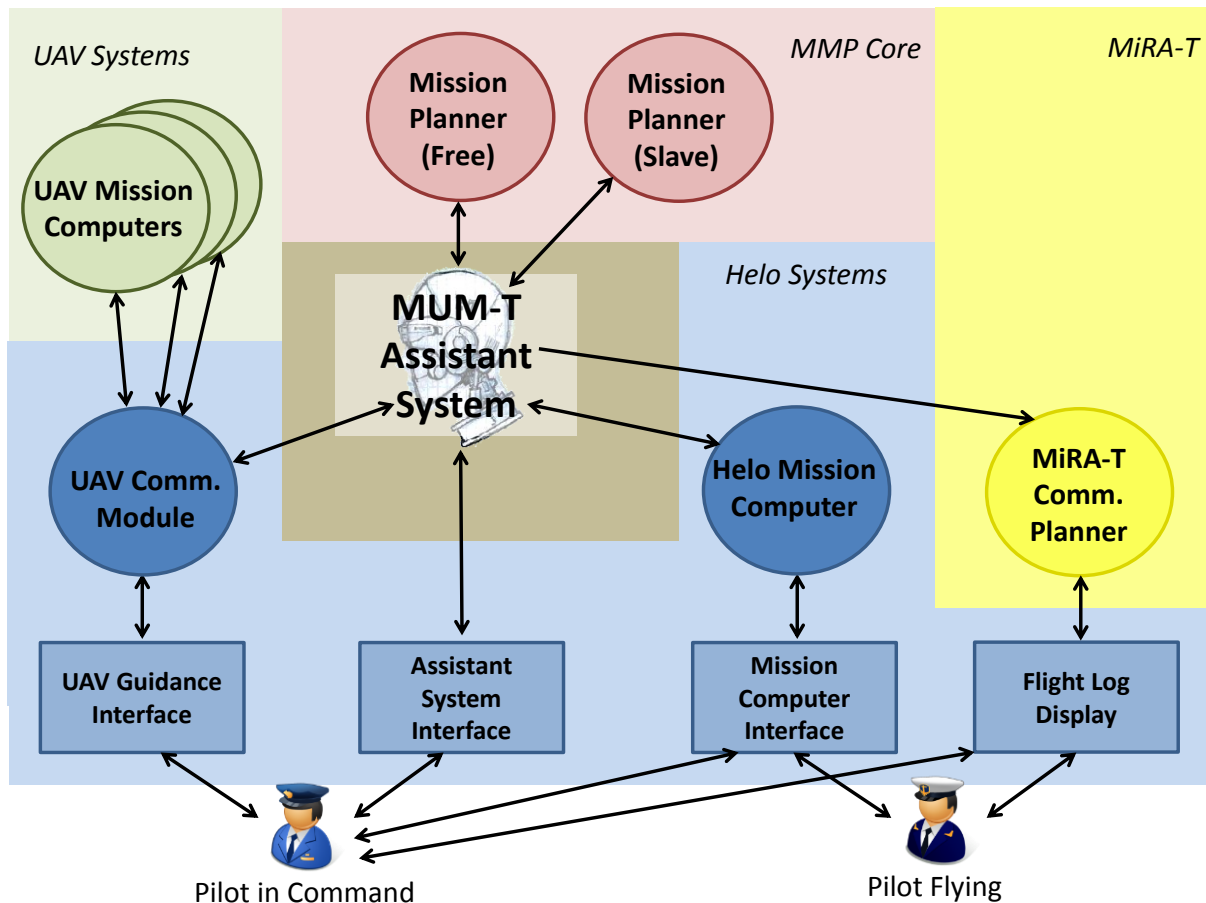 UAV Systems
MMP Core
MiRA-T
Mission
Planner
(Free)
Mission
Planner
(Slave)
UAV Mission
Computers
Helo Systems
MUM-T
Assistant
System
UAV Comm.
Module
Helo Mission
Computer
MiRA-T
Comm.
Planner
UAV Guidance
Interface
Assistant
System
Interface
Mission
Computer
Interface
Flight Log
Display
Pilot in Command
Pilot Flying